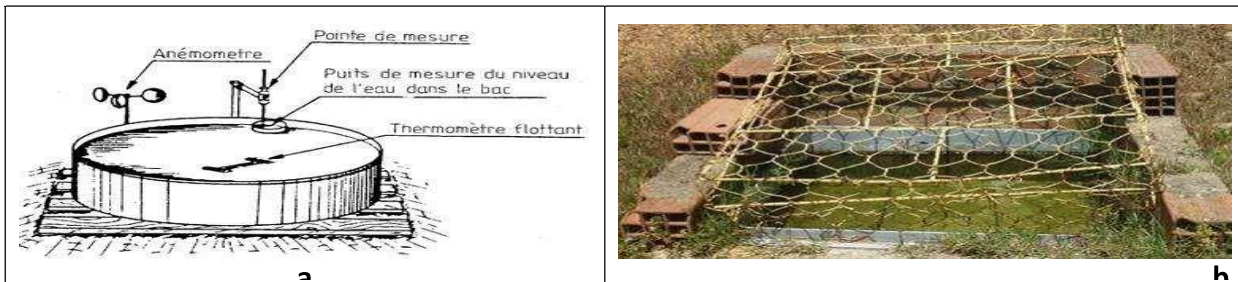 Pointe de mesure
Anémometre
Puits de mesure du niveau
de l'eau dans le bac
Thermomètre flottant
a
b